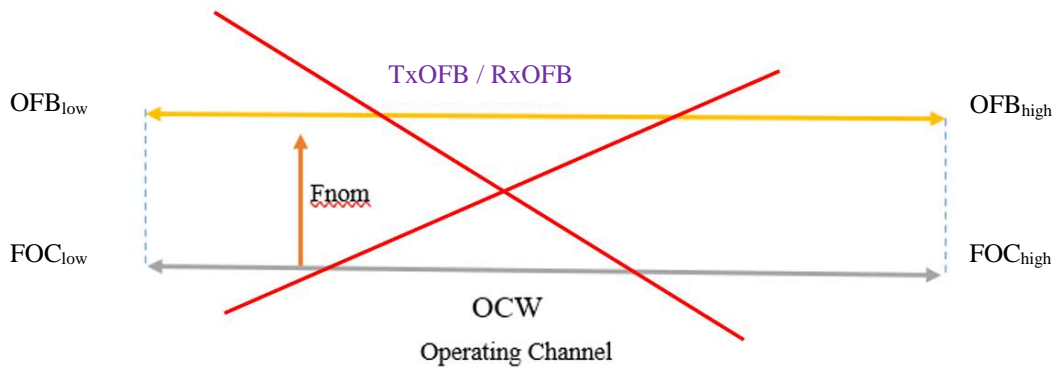 TxOFB / RxOFB
OFBlow
OFBhigh
Fnom
FOClow
FOChigh
OCW
Operating Channel